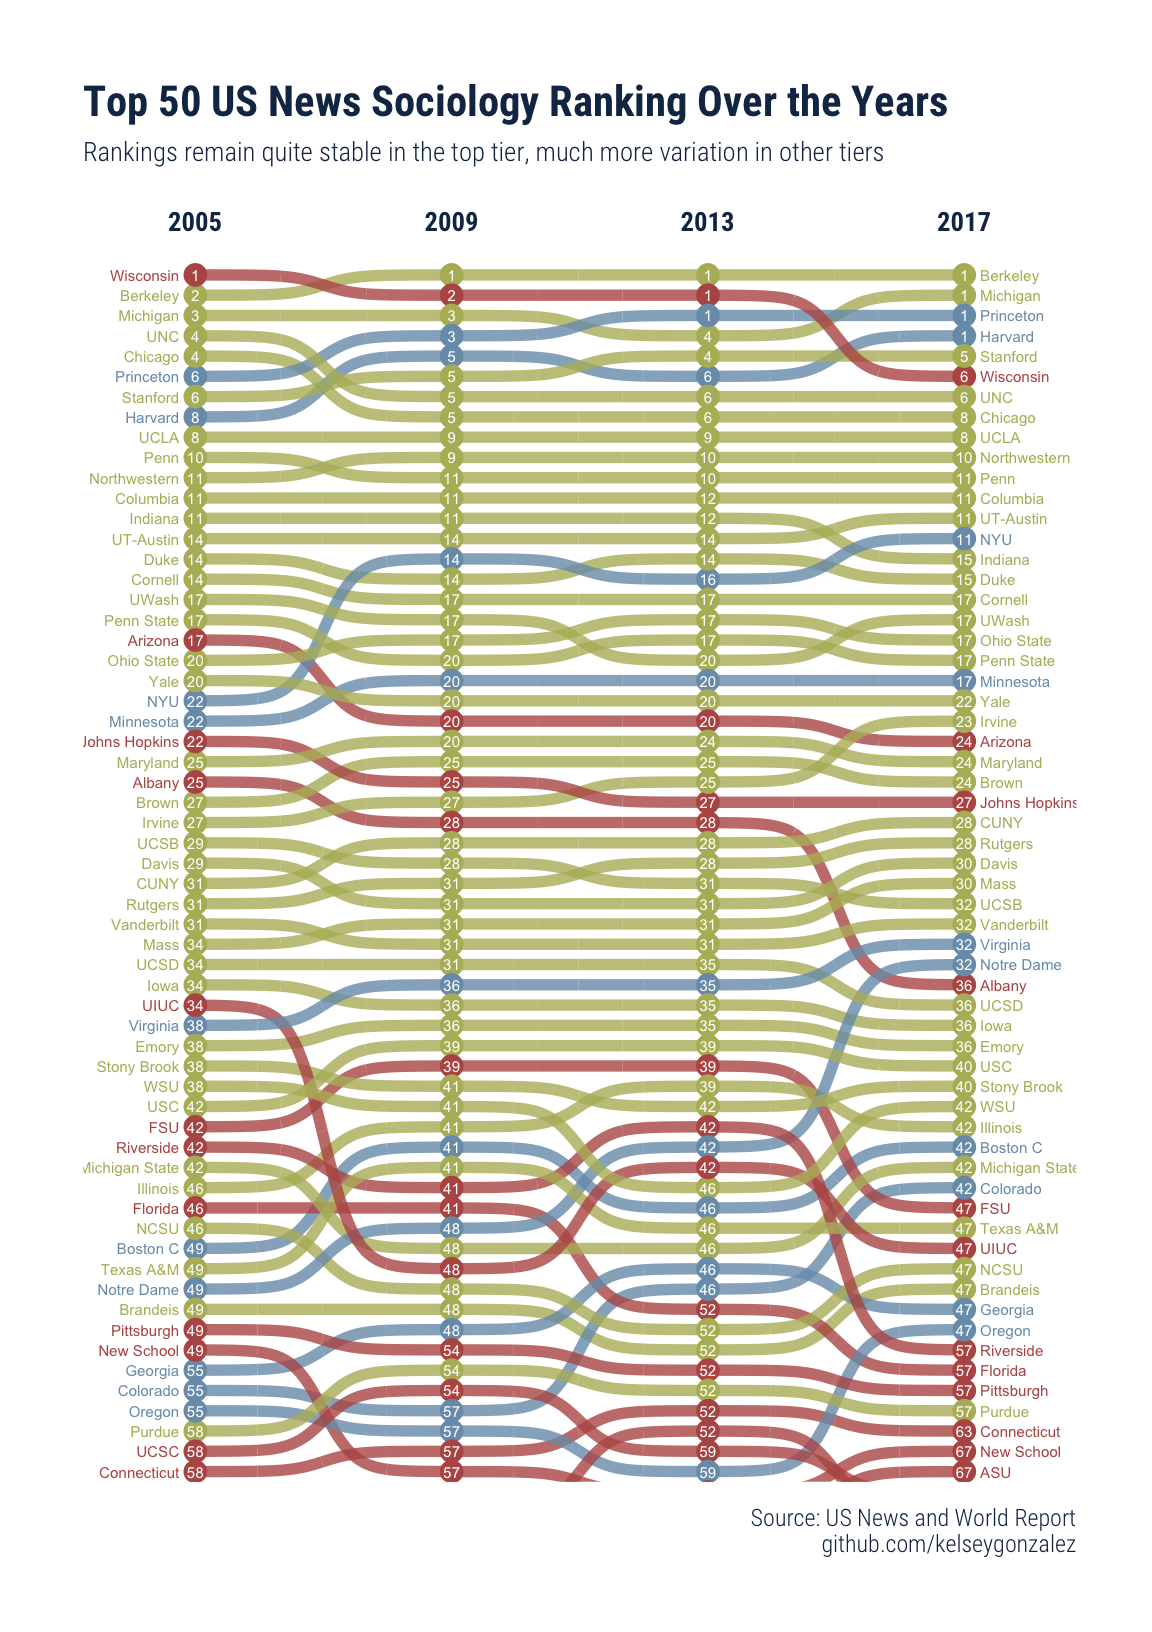 Top 50 US News Sociology Ranking Over the Years
Rankings remain quite stable in the top tier, much more variation in other tiers
2005 2009 2013 2017
Wisconsin 1 1 1 1 Berkeley
Berkeley 2 2 1 1 Michigan
Michigan 3 3 1 1 Princeton
UNC 4 3 4 1 Harvard
Chicago 4 5 4 5 Stanford
Princeton 6 5 6 6 Wisconsin
Stanford 6 5 6 6 UNC
Harvard 8 5 6 8 Chicago
UCLA 8 9 9 8 UCLA
Penn 10 9 10 10 Northwestern
Northwestern 11 11 10 11 Penn
Columbia 11 11 12 11 Columbia
Indiana 11 11 12 11 UT-Austin
UT-Austin 14 14 14 11 NYU
Duke 14 14 14 15 Indiana
Cornell 14 14 16 15 Duke
UWash 17 17 17 17 Cornell
Penn State 17 17 17 17 UWash
Arizona 17 17 17 17 Ohio State
Ohio State 20 20 20 17 Penn State
Yale 20 20 20 17 Minnesota
NYU 22 20 20 22 Yale
Minnesota 22 20 20 23 Irvine
Johns Hopkins 22 20 24 24 Arizona
Maryland 25 25 25 24 Maryland
Albany 25 25 25 24 Brown
Brown 27 27 27 27 Johns Hopkins
Irvine 27 28 28 28 CUNY
UCSB 29 28 28 28 Rutgers
Davis 29 28 28 30 Davis
CUNY 31 31 31 30 Mass
Rutgers 31 31 31 32 UCSB
Vanderbilt 31 31 31 32 Vanderbilt
Mass 34 31 31 32 Virginia
UCSD 34 31 35 32 Notre Dame
Iowa 34 36 35 36 Albany
UIUC 34 36 35 36 UCSD
Virginia 38 36 35 36 Iowa
Emory 38 39 39 36 Emory
Stony Brook 38 39 39 40 USC
WSU 38 41 39 40 Stony Brook
USC 42 41 42 42 WSU
FSU 42 41 42 42 Illinois
Riverside 42 41 42 42 Boston C
Michigan State 42 41 42 42 Michigan State
Illinois 46 41 46 42 Colorado
Florida 46 41 46 47 FSU
NCSU 46 48 46 47 Texas A&M
Boston C 49 48 46 47 UIUC
Texas A&M 49 48 46 47 NCSU
Notre Dame 49 48 46 47 Brandeis
Brandeis 49 48 52 47 Georgia
Pittsburgh 49 48 52 47 Oregon
New School 49 54 52 57 Riverside
Georgia 55 54 52 57 Florida
Colorado 55 54 52 57 Pittsburgh
Oregon 55 57 52 57 Purdue
Purdue 58 57 52 63 Connecticut
UCSC 58 57 59 67 New School
Connecticut 58 57 59 67 ASU
Source: US News and World Report
github.com/kelseygonzalez